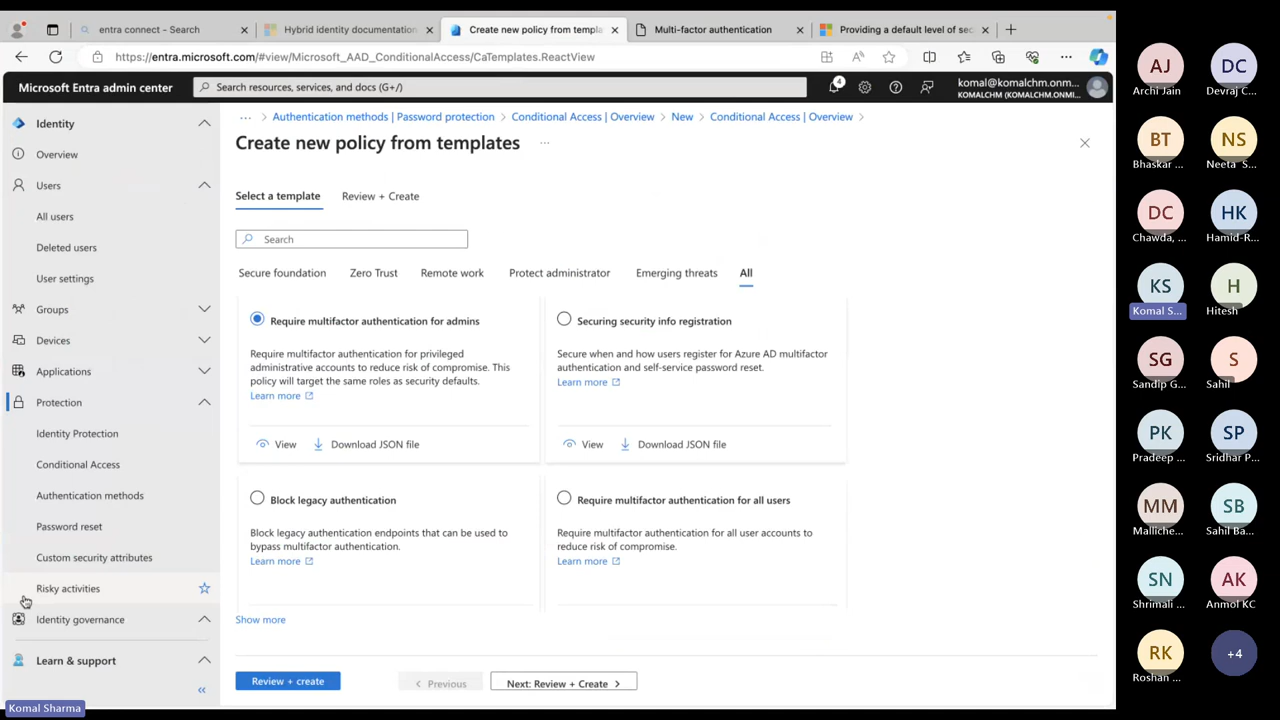 entra connect - Search
Hybrid identity documentation
Create new policy from templa
Multi-factor authentication
Providing a default level of sec
https://entra.microsoft.com/#view/Microsoft_AAD_ConditionalAccess/CaTemplates.ReactView
Microsoft Entra admin center
Search resources, services, and docs (G+/)
4
komal@komalchm.onm...
KOMALCHM (KOMALCHM.ONMI...
Identity
Overview
Users
All users
Deleted users
User settings
Groups
Devices
Applications
Protection
Identity Protection
Conditional Access
Authentication methods
Password reset
Custom security attributes
Risky activities
Identity governance
Learn & support
Komal Sharma
... > Authentication methods | Password protection > Conditional Access | Overview > New > Conditional Access | Overview >
Create new policy from templates ...
Select a template
Review + Create
Search
Secure foundation
Zero Trust
Remote work
Protect administrator
Emerging threats
All
Require multifactor authentication for admins
Require multifactor authentication for privileged
administrative accounts to reduce risk of compromise. This
policy will target the same roles as security defaults.
Learn more
View
Download JSON file
Securing security info registration
Secure when and how users register for Azure AD multifactor
authentication and self-service password reset.
Learn more
View
Download JSON file
Block legacy authentication
Block legacy authentication endpoints that can be used to
bypass multifactor authentication.
Learn more
Require multifactor authentication for all users
Require multifactor authentication for all user accounts to
reduce risk of compromise.
Learn more
Show more
Review + create
< Previous
Next: Review + Create >
AJ
Archi Jain
DC
Devraj C...
BT
Bhaskar ...
NS
Neeta S...
DC
Chawda, ...
HK
Hamid-R...
KS
Komal S...
H
Hitesh
SG
Sandip G...
S
Sahil
PK
Pradeep ...
SP
Sridhar P...
MM
Malliche...
SB
Sahil Ba...
SN
Shrimali ...
AK
Anmol KC
RK
Roshan ...
+4